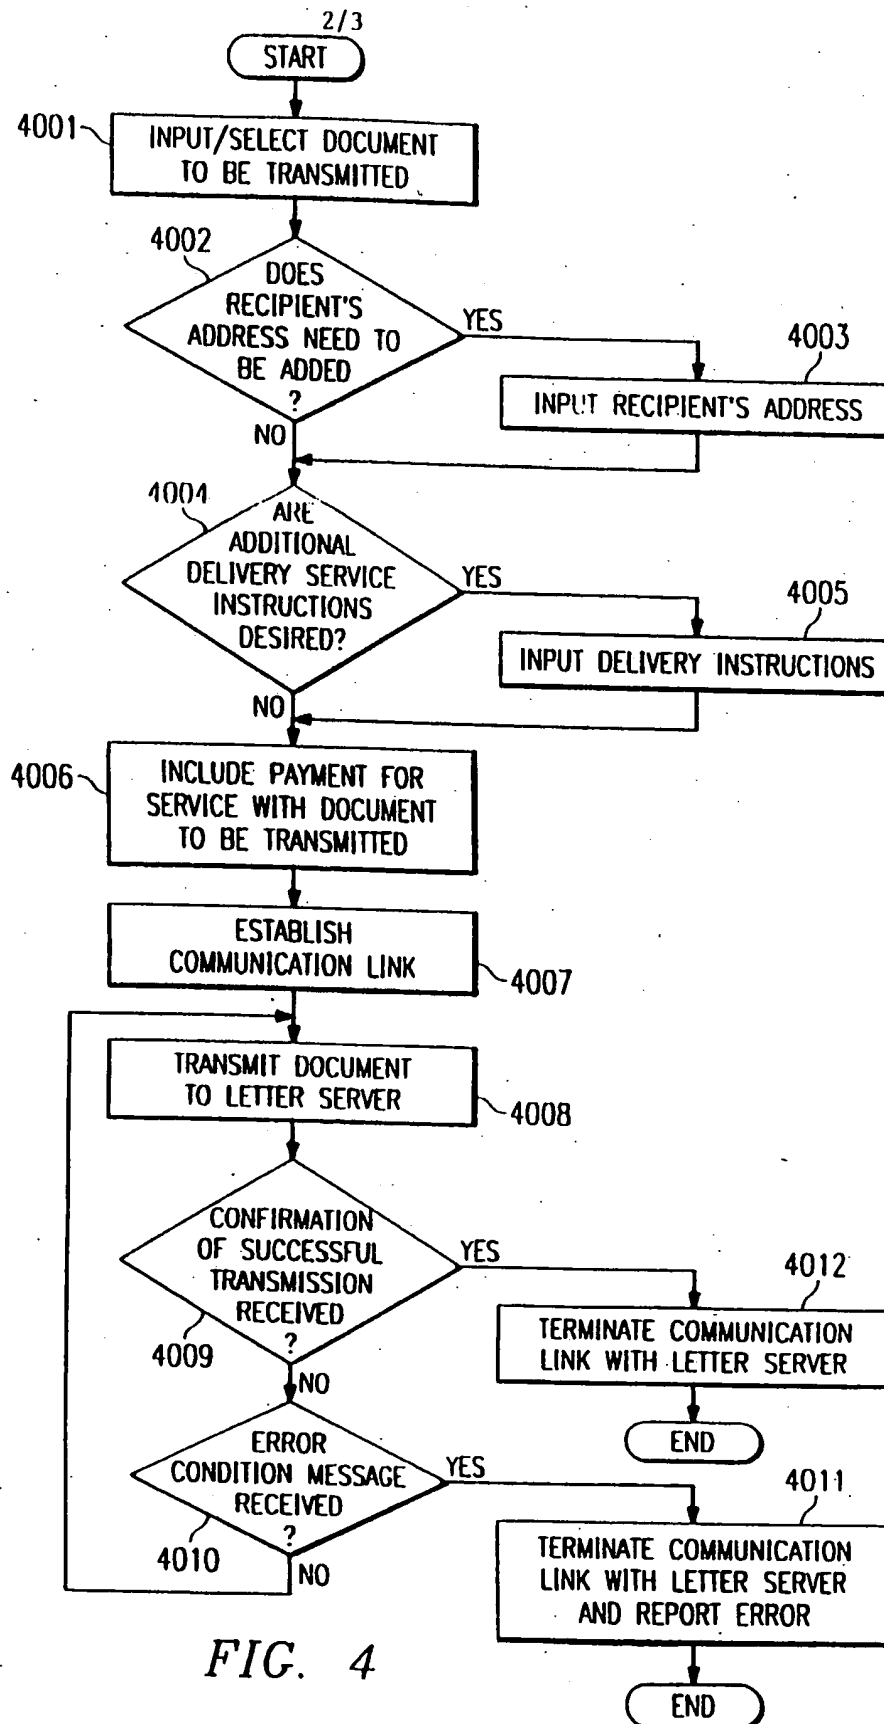 2/3
START
4001
INPUT/SELECT DOCUMENT
TO BE TRANSMITTED
4002
DOES
RECIPIENT'S
ADDRESS NEED TO
BE ADDED
?
YES
NO
4003
INPUT RECIPIENT'S ADDRESS
4004
ARE
ADDITIONAL
DELIVERY SERVICE
INSTRUCTIONS
DESIRED?
YES
NO
4005
INPUT DELIVERY INSTRUCTIONS
4006
INCLUDE PAYMENT FOR
SERVICE WITH DOCUMENT
TO BE TRANSMITTED
ESTABLISH
COMMUNICATION LINK
4007
TRANSMIT DOCUMENT
TO LETTER SERVER
4008
CONFIRMATION
OF SUCCESSFUL
TRANSMISSION
RECEIVED
?
4009
YES
NO
4012
TERMINATE COMMUNICATION
LINK WITH LETTER SERVER
END
ERROR
CONDITION MESSAGE
RECEIVED
?
4010
YES
NO
4011
TERMINATE COMMUNICATION
LINK WITH LETTER SERVER
AND REPORT ERROR
END
FIG. 4